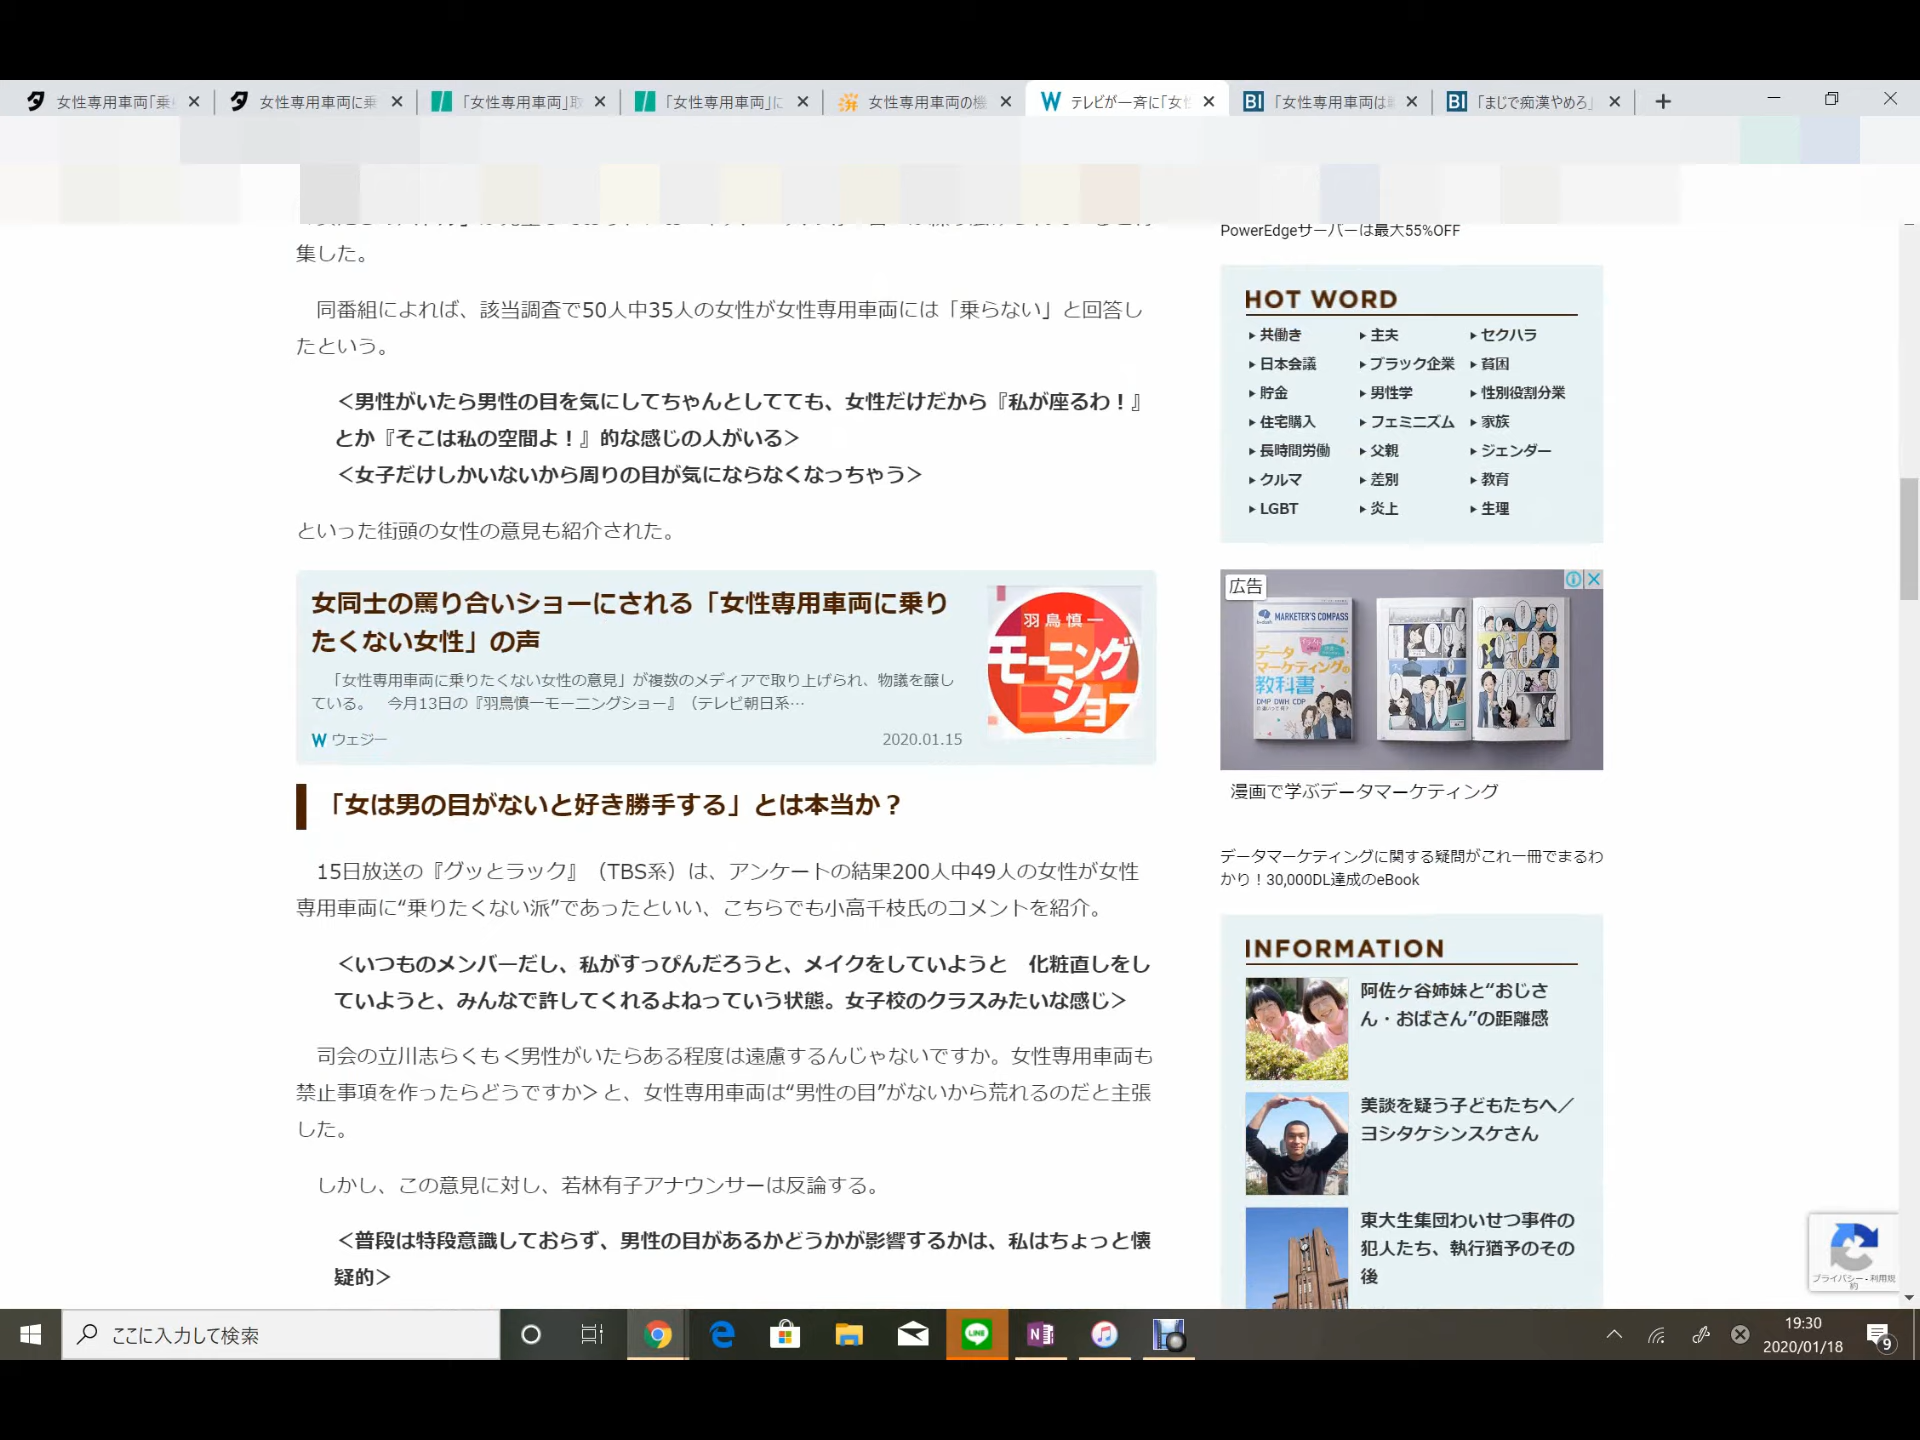 女性専用車両「乗
女性専用車両に乗
「女性専用車両」取
「女性専用車両」に
女性専用車両の機
テレビが一斉に「女性
「女性専用車両は
「まじで痴漢やめろ」
集した。
同番組によれば、該当調査で50人中35人の女性が女性専用車両には「乗らない」と回答し
たという。
<男性がいたら男性の目を気にしてちゃんとしてても、女性だけだから『私が座るわ！』
とか『そこは私の空間よ！』的な感じの人がいる>
<女子だけしかいないから周りの目が気にならなくなっちゃう>
といった街頭の女性の意見も紹介された。
女同士の罵り合いショーにされる「女性専用車両に乗り
たくない女性」の声
「女性専用車両に乗りたくない女性の意見」が複数のメディアで取り上げられ、物議を醸し
ている。　今月13日の『羽鳥慎一モーニングショー』（テレビ朝日系…
W ウェジー
2020.01.15
羽鳥慎一
モーニング
ショー
「女は男の目がないと好き勝手する」とは本当か？
15日放送の『グッとラック』（TBS系）は、アンケートの結果200人中49人の女性が女性
専用車両に“乗りたくない派”であったといい、こちらでも小高千枝氏のコメントを紹介。
<いつものメンバーだし、私がすっぴんだろうと、メイクをしていようと　化粧直しをし
ていようと、みんなで許してくれるよねっていう状態。女子校のクラスみたいな感じ>
司会の立川志らくも<男性がいたらある程度は遠慮するんじゃないですか。女性専用車両も
禁止事項を作ったらどうですか>と、女性専用車両は“男性の目”がないから荒れるのだと主張
した。
しかし、この意見に対し、若林有子アナウンサーは反論する。
<普段は特段意識しておらず、男性の目があるかどうかが影響するかは、私はちょっと懐
疑的>
PowerEdgeサーバーは最大55%OFF
HOT WORD
共働き 主夫 セクハラ
日本会議 ブラック企業 貧困
貯金 男性学 性別役割分業
住宅購入 フェミニズム 家族
長時間労働 父親 ジェンダー
クルマ 差別 教育
LGBT 炎上 生理
広告
MARKETER'S COMPASS
データ
マーケティングの
教科書
DMP DWH CDP
漫画で学ぶデータマーケティング
データマーケティングに関する疑問がこれ一冊でまるわ
かり！30,000DL達成のeBook
INFORMATION
阿佐ヶ谷姉妹と“おじさ
ん・おばさん”の距離感
美談を疑う子どもたちへ／
ヨシタケシンスケさん
東大生集団わいせつ事件の
犯人たち、執行猶予のその
後
プライバシー - 利用規
約
ここに入力して検索
LINE
19:30
2020/01/18
9